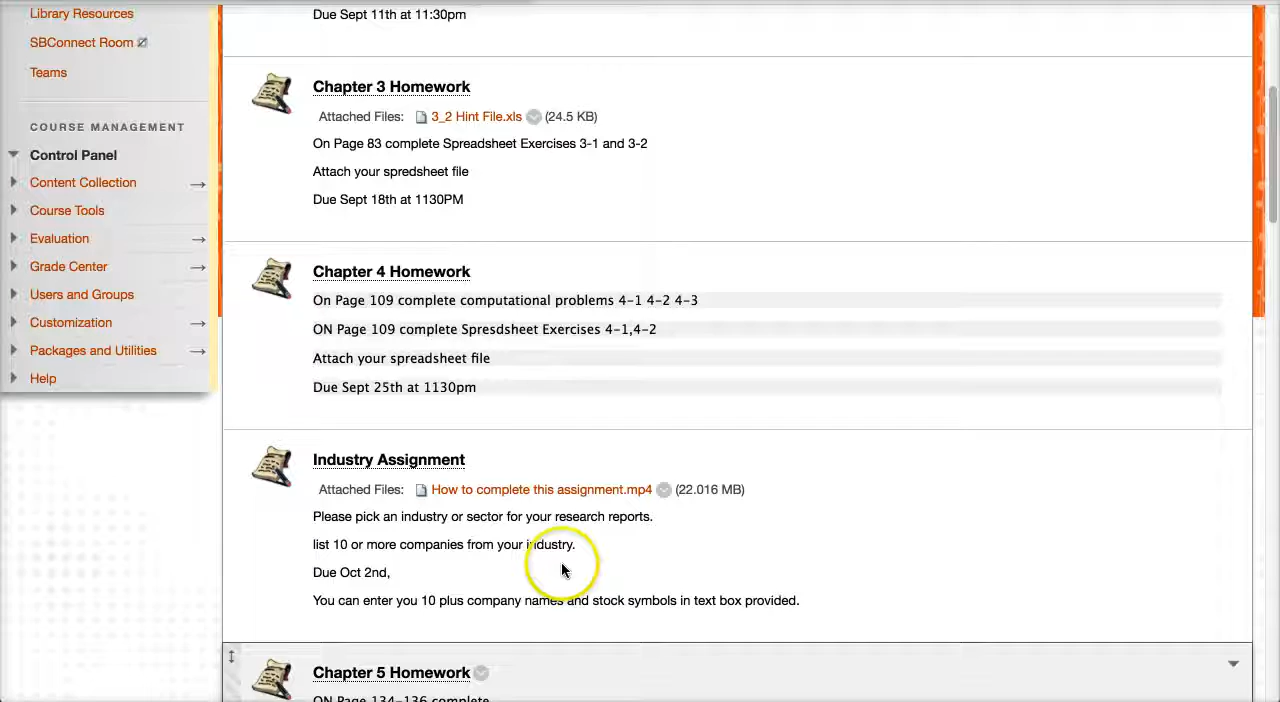 Library Resources
SBConnect Room
Teams
COURSE MANAGEMENT
Control Panel
Content Collection
Course Tools
Evaluation
Grade Center
Users and Groups
Customization
Packages and Utilities
Help
Due Sept 11th at 11:30pm
Chapter 3 Homework
Attached Files: 3_2 Hint File.xls (24.5 KB)
On Page 83 complete Spreadsheet Exercises 3-1 and 3-2
Attach your spredsheet file
Due Sept 18th at 1130PM
Chapter 4 Homework
On Page 109 complete computational problems 4-1 4-2 4-3
ON Page 109 complete Spresdsheet Exercises 4-1,4-2
Attach your spreadsheet file
Due Sept 25th at 1130pm
Industry Assignment
Attached Files: How to complete this assignment.mp4 (22.016 MB)
Please pick an industry or sector for your research reports.
list 10 or more companies from your industry.
Due Oct 2nd,
You can enter you 10 plus company names and stock symbols in text box provided.
Chapter 5 Homework
ON Page 134-136 complete